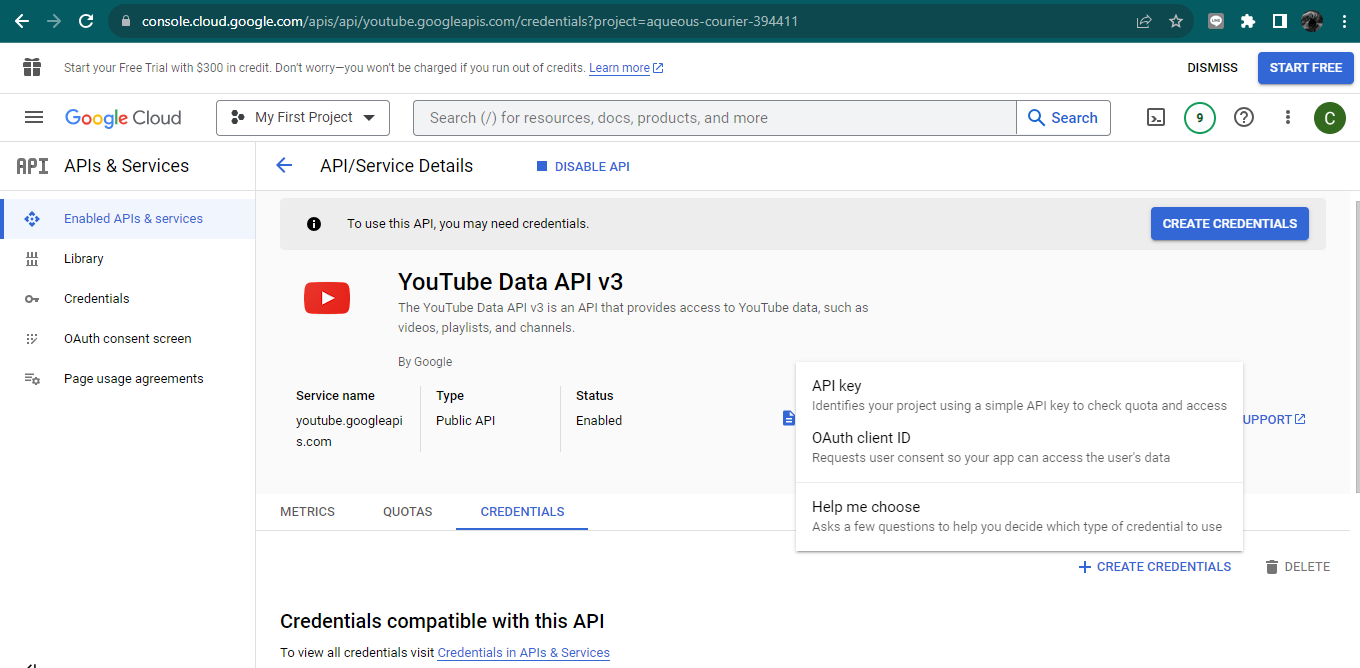 console.cloud.google.com/apis/api/youtube.googleapis.com/credentials?project=aqueous-courier-394411
Start your Free Trial with $300 in credit. Don't worry—you won't be charged if you run out of credits. Learn more
DISMISS
START FREE
Google Cloud
My First Project
Search (/) for resources, docs, products, and more
Search
9
C
API APIs & Services
API/Service Details
DISABLE API
Enabled APIs & services
Library
Credentials
OAuth consent screen
Page usage agreements
To use this API, you may need credentials.
CREATE CREDENTIALS
YouTube Data API v3
The YouTube Data API v3 is an API that provides access to YouTube data, such as
videos, playlists, and channels.
By Google
Service name
youtube.googleapi
s.com
Type
Public API
Status
Enabled
API key
Identifies your project using a simple API key to check quota and access
OAuth client ID
Requests user consent so your app can access the user's data
Help me choose
Asks a few questions to help you decide which type of credential to use
UPPORT
METRICS
QUOTAS
CREDENTIALS
+ CREATE CREDENTIALS
DELETE
Credentials compatible with this API
To view all credentials visit Credentials in APIs & Services